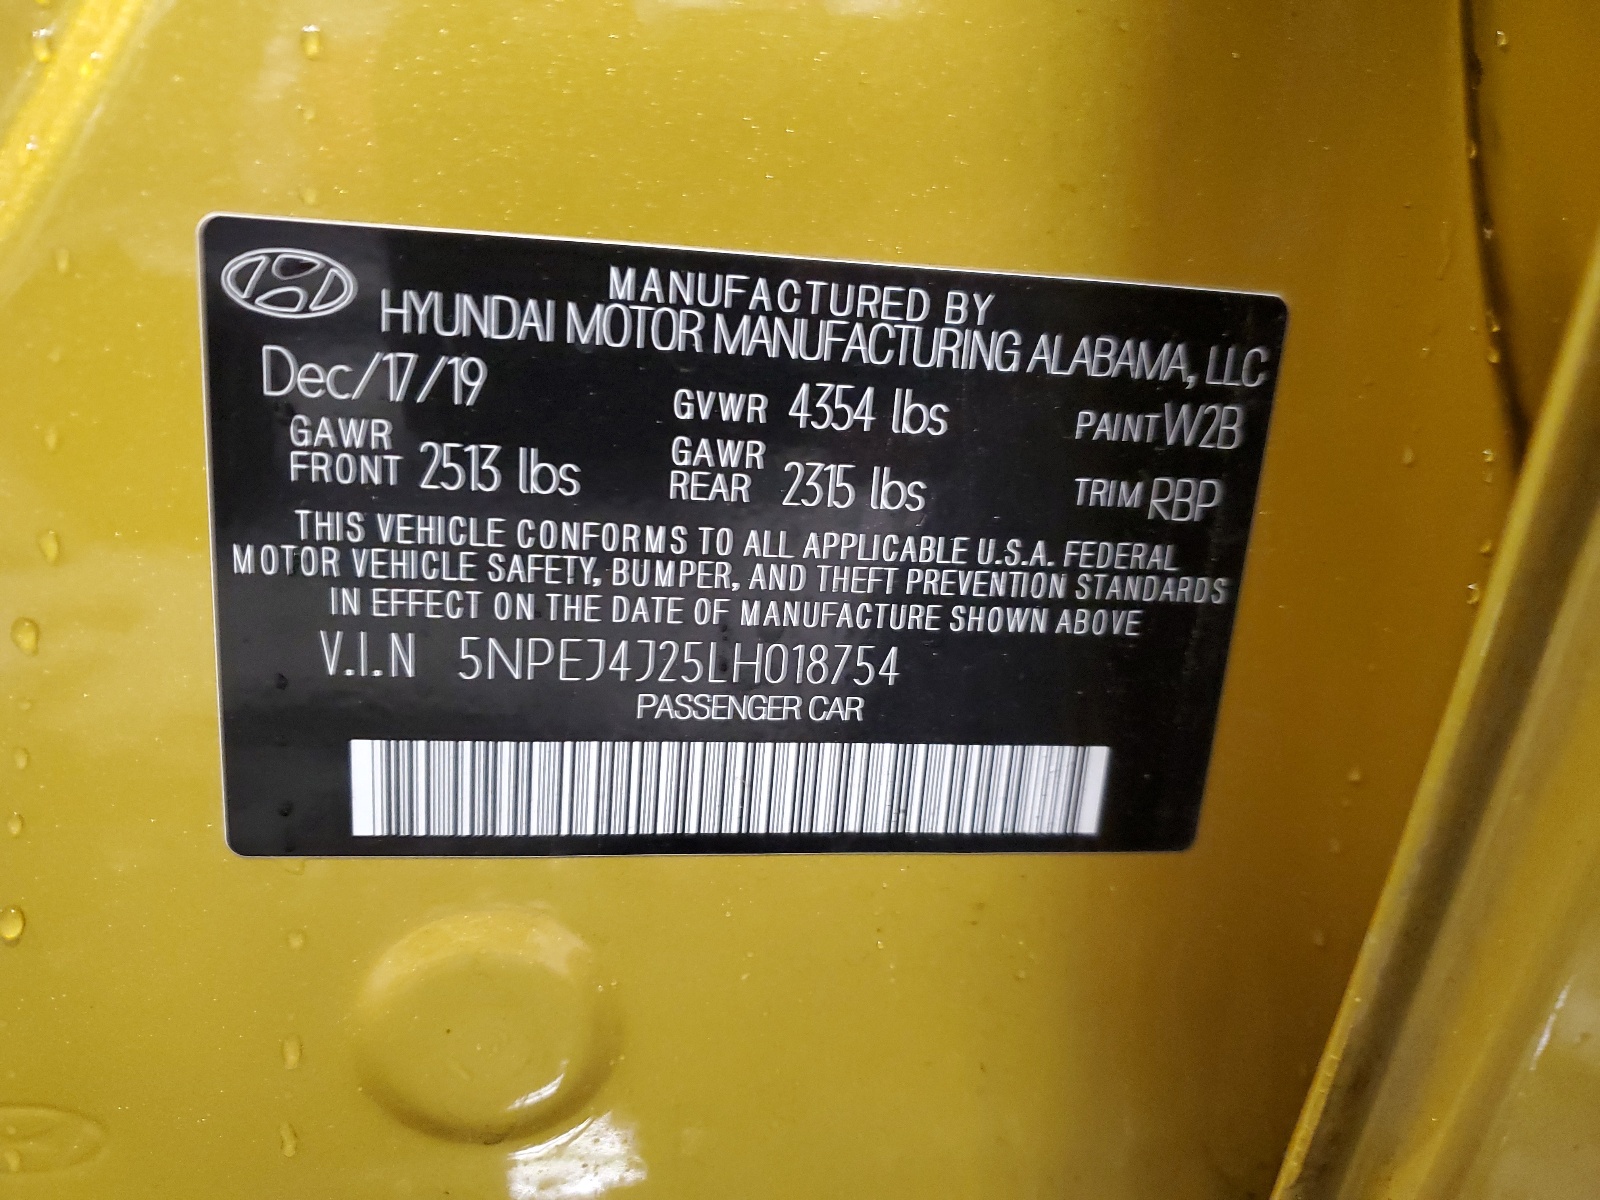 MANUFACTURED BY
HYUNDAI MOTOR MANUFACTURING ALABAMA, LLC
Dec/17/19 GVWR 4354 lbs PAINT W2B
GAWR FRONT 2513 lbs GAWR REAR 2315 lbs TRIM RBP
THIS VEHICLE CONFORMS TO ALL APPLICABLE U.S.A. FEDERAL
MOTOR VEHICLE SAFETY, BUMPER, AND THEFT PREVENTION STANDARDS
IN EFFECT ON THE DATE OF MANUFACTURE SHOWN ABOVE
V.I.N 5NPEJ4J25LH018754
PASSENGER CAR